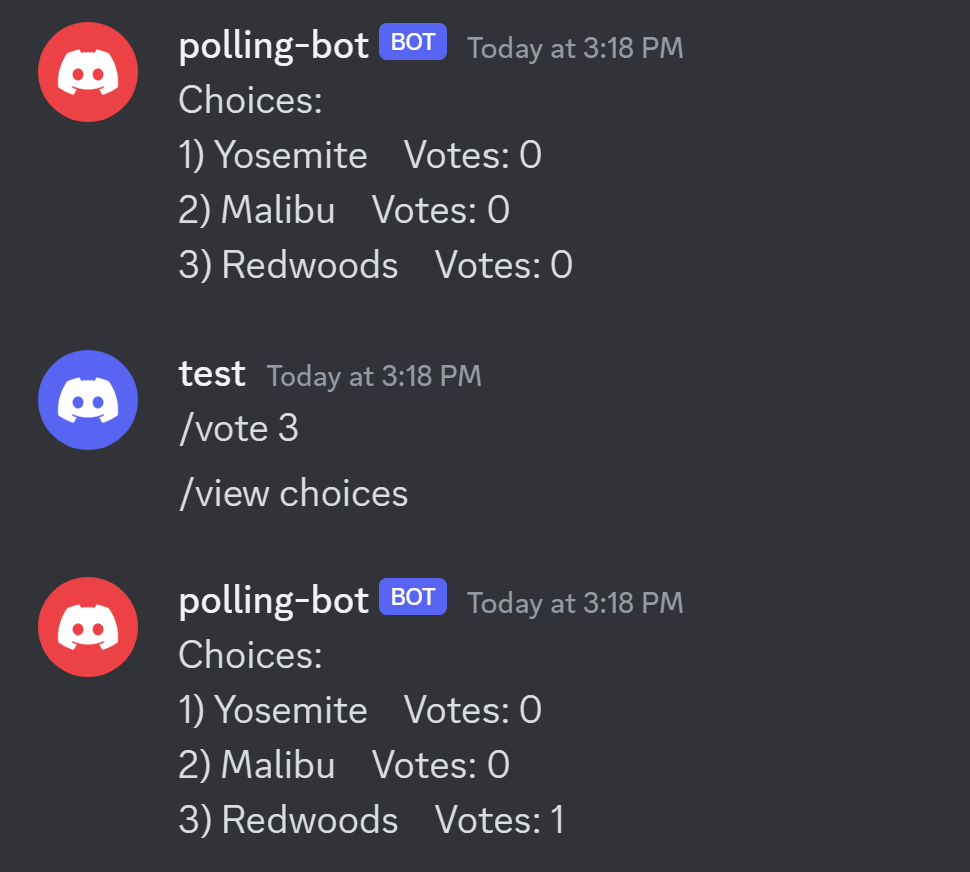 polling-bot BOT Today at 3:18 PM
Choices:
1) Yosemite Votes: 0
2) Malibu Votes: 0
3) Redwoods Votes: 0
test Today at 3:18 PM
/vote 3
/view choices
polling-bot BOT Today at 3:18 PM
Choices:
1) Yosemite Votes: 0
2) Malibu Votes: 0
3) Redwoods Votes: 1